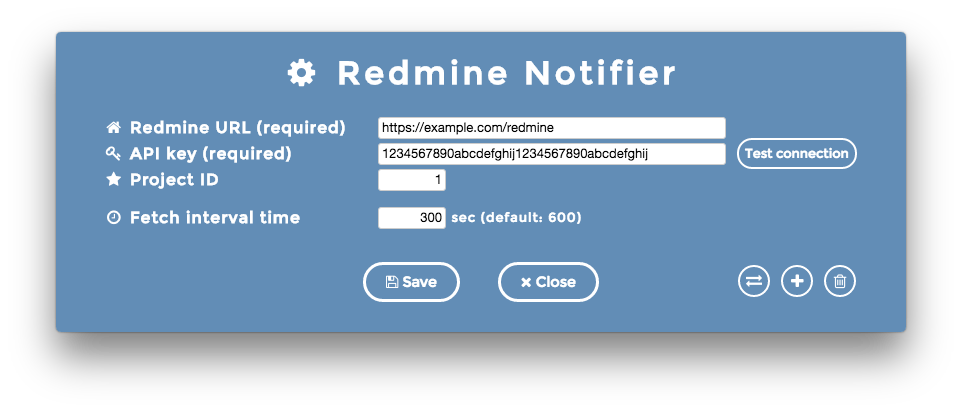 Redmine Notifier
Redmine URL (required) https://example.com/redmine
API key (required) 1234567890abcdefghij1234567890abcdefghij Test connection
Project ID 1
Fetch interval time 300 sec (default: 600)
Save Close